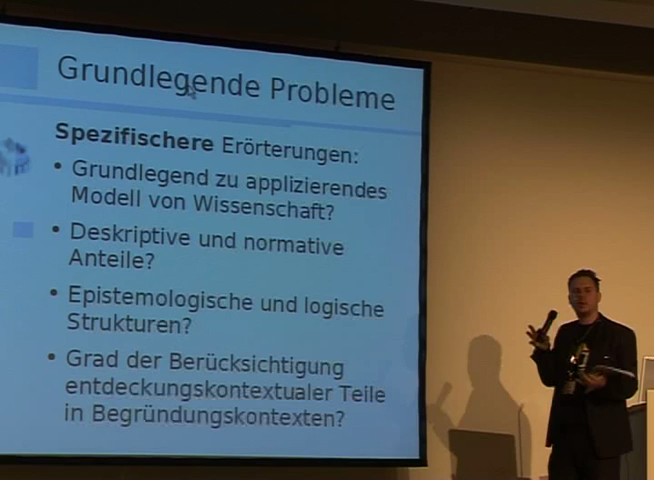 Grundlegende Probleme
Spezifischere Erörterungen:
• Grundlegend zu applizierendes
Modell von Wissenschaft?
• Deskriptive und normative
Anteile?
• Epistemologische und logische
Strukturen?
• Grad der Berücksichtigung
entdeckungskontextualer Teile
in Begründungskontexten?